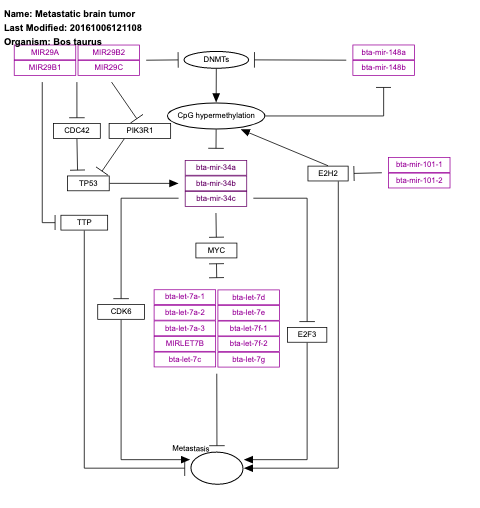 Name: Metastatic brain tumor
Last Modified: 20161006121108
Organism: Bos taurus
MIR29A MIR29B2
MIR29B1 MIR29C
DNMTs
bta-mir-148a
bta-mir-148b
CpG hypermethylation
CDC42 PIK3R1
bta-mir-34a
bta-mir-34b
bta-mir-34c
E2H2
bta-mir-101-1
bta-mir-101-2
TP53
TTP
MYC
bta-let-7a-1 bta-let-7d
bta-let-7a-2 bta-let-7e
bta-let-7a-3 bta-let-7f-1
MIRLET7B bta-let-7f-2
bta-let-7c bta-let-7g
CDK6
E2F3
Metastasis